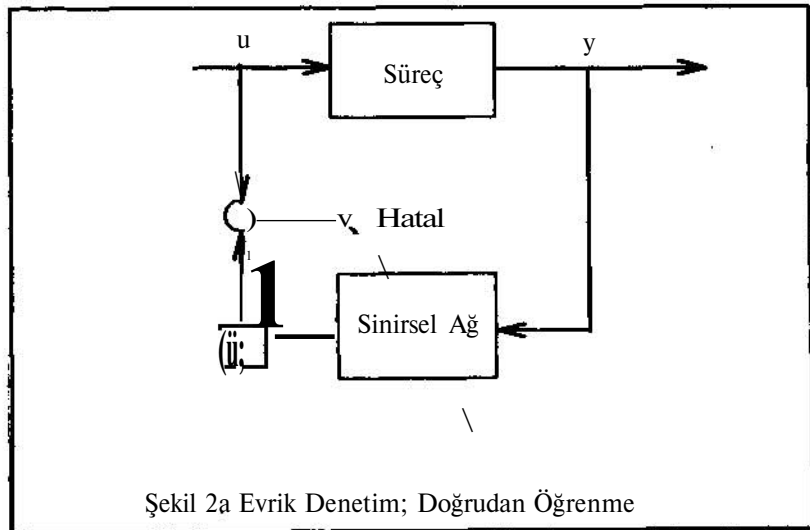 u
y
Süreç
Hatal
Sinirsel Ağ
(ü;
Şekil 2a Evrik Denetim; Doğrudan Öğrenme